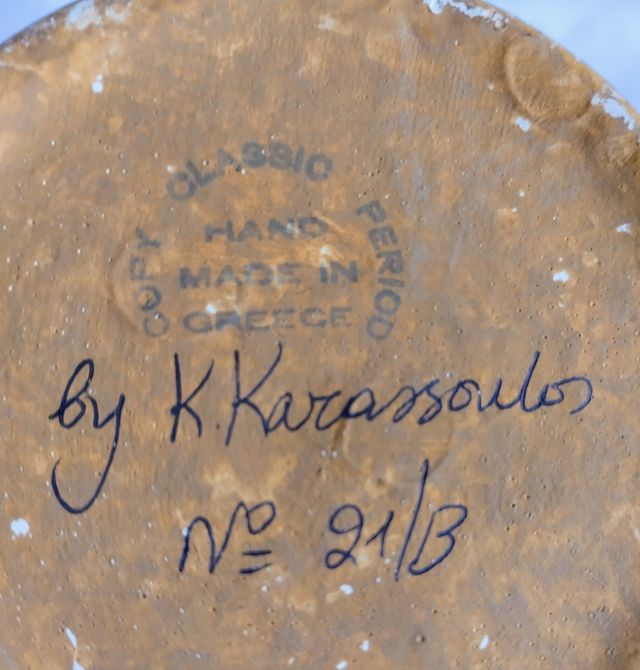 COPY CLASSIC PERIOD
HAND
MADE IN
GREECE
by K. Karassoulos
No 21/B